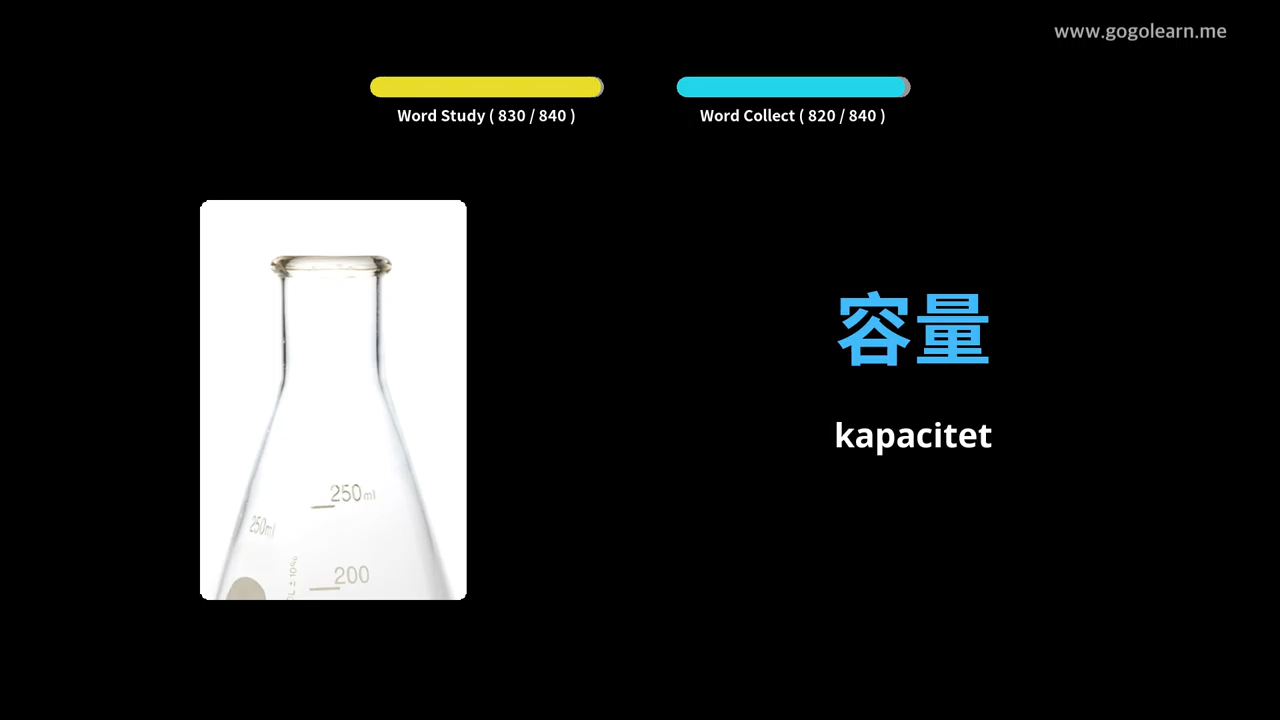 www.gogolearn.me
Word Study ( 830 / 840 )
Word Collect ( 820 / 840 )
容量
kapacitet
250ml
250ml
200